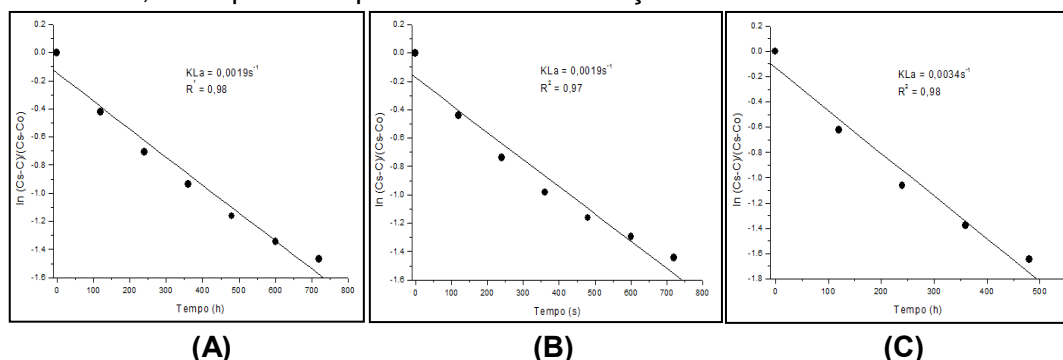 KLa = 0,0019s⁻¹
R² = 0,98
ln (Cs-C)/(Cs-Co)
0.0
-0.2
-0.4
-0.6
-0.8
-1.0
-1.2
-1.4
-1.6
0 100 200 300 400 500 600 700 800
Tempo (h)
(A)
KLa = 0,0019s⁻¹
R² = 0,97
ln (Cs-C)/(Cs-Co)
0.0
-0.2
-0.4
-0.6
-0.8
-1.0
-1.2
-1.4
-1.6
0 100 200 300 400 500 600 700 800
Tempo (s)
(B)
KLa = 0,0034s⁻¹
R² = 0,98
ln (Cs-C)/(Cs-Co)
0.0
-0.2
-0.4
-0.6
-0.8
-1.0
-1.2
-1.4
-1.6
-1.8
0 100 200 300 400 500
Tempo (h)
(C)